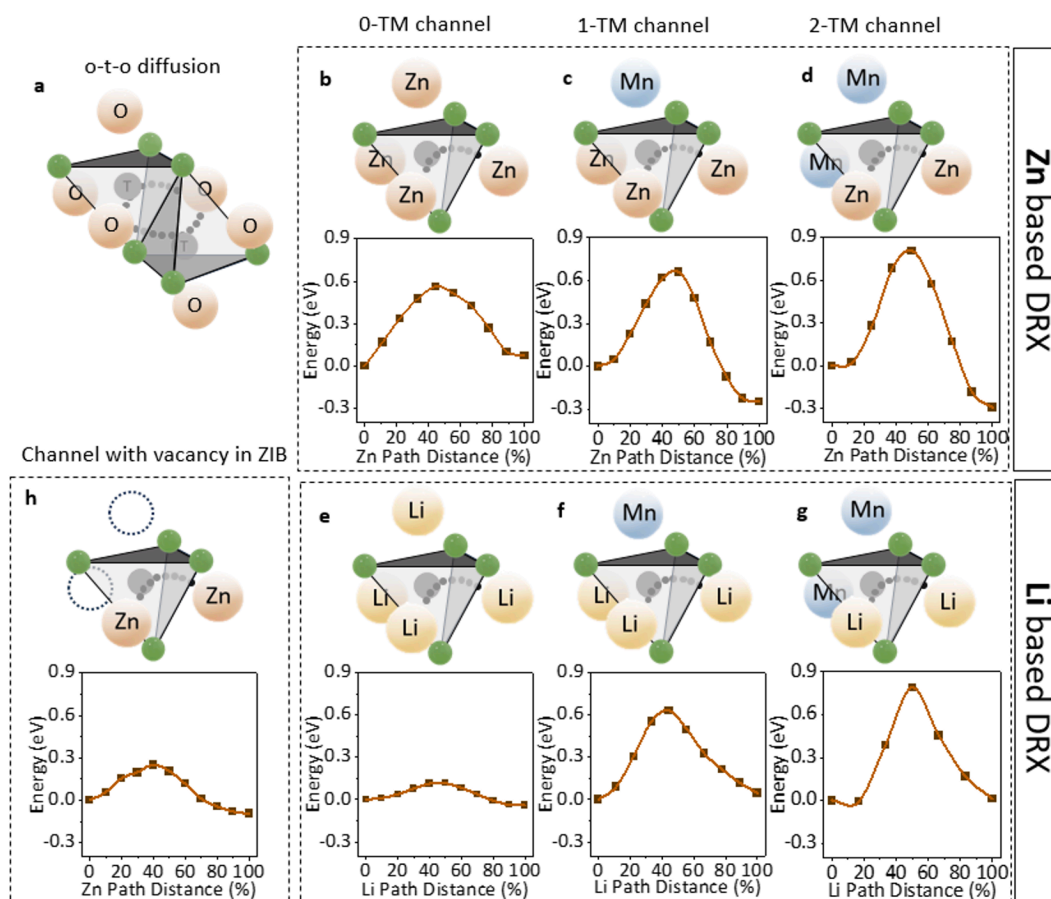 0-TM channel
1-TM channel
2-TM channel
o-t-o diffusion
a
O
O
O
T
O
O
T
O
b
Zn
Zn
Zn
Zn
c
Mn
Zn
Zn
Zn
d
Mn
Mn
Zn
Zn
Zn based DRX
0.9
0.6
0.3
0.0
-0.3
Energy (eV)
0 20 40 60 80 100
Zn Path Distance (%)
0.9
0.6
0.3
0.0
-0.3
Energy (eV)
0 20 40 60 80 100
Zn Path Distance (%)
0.9
0.6
0.3
0.0
-0.3
Energy (eV)
0 20 40 60 80 100
Zn Path Distance (%)
Channel with vacancy in ZIB
h
Zn
Zn
0.9
0.6
0.3
0.0
-0.3
Energy (eV)
0 20 40 60 80 100
Zn Path Distance (%)
e
Li
Li
Li
Li
f
Mn
Li
Li
Li
g
Mn
Mn
Li
Li
Li based DRX
0.9
0.6
0.3
0.0
-0.3
Energy (eV)
0 20 40 60 80 100
Li Path Distance (%)
0.9
0.6
0.3
0.0
-0.3
Energy (eV)
0 20 40 60 80 100
Li Path Distance (%)
0.9
0.6
0.3
0.0
-0.3
Energy (eV)
0 20 40 60 80 100
Li Path Distance (%)